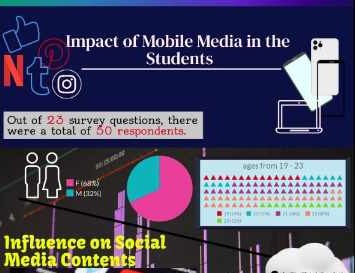 Impact of Mobile Media in the
Students
N
Out of 23 survey questions, there
were a total of 50 respondents.
F (68%)
M (32%)
ages from 19 - 23
Influence on Social
Media Contents